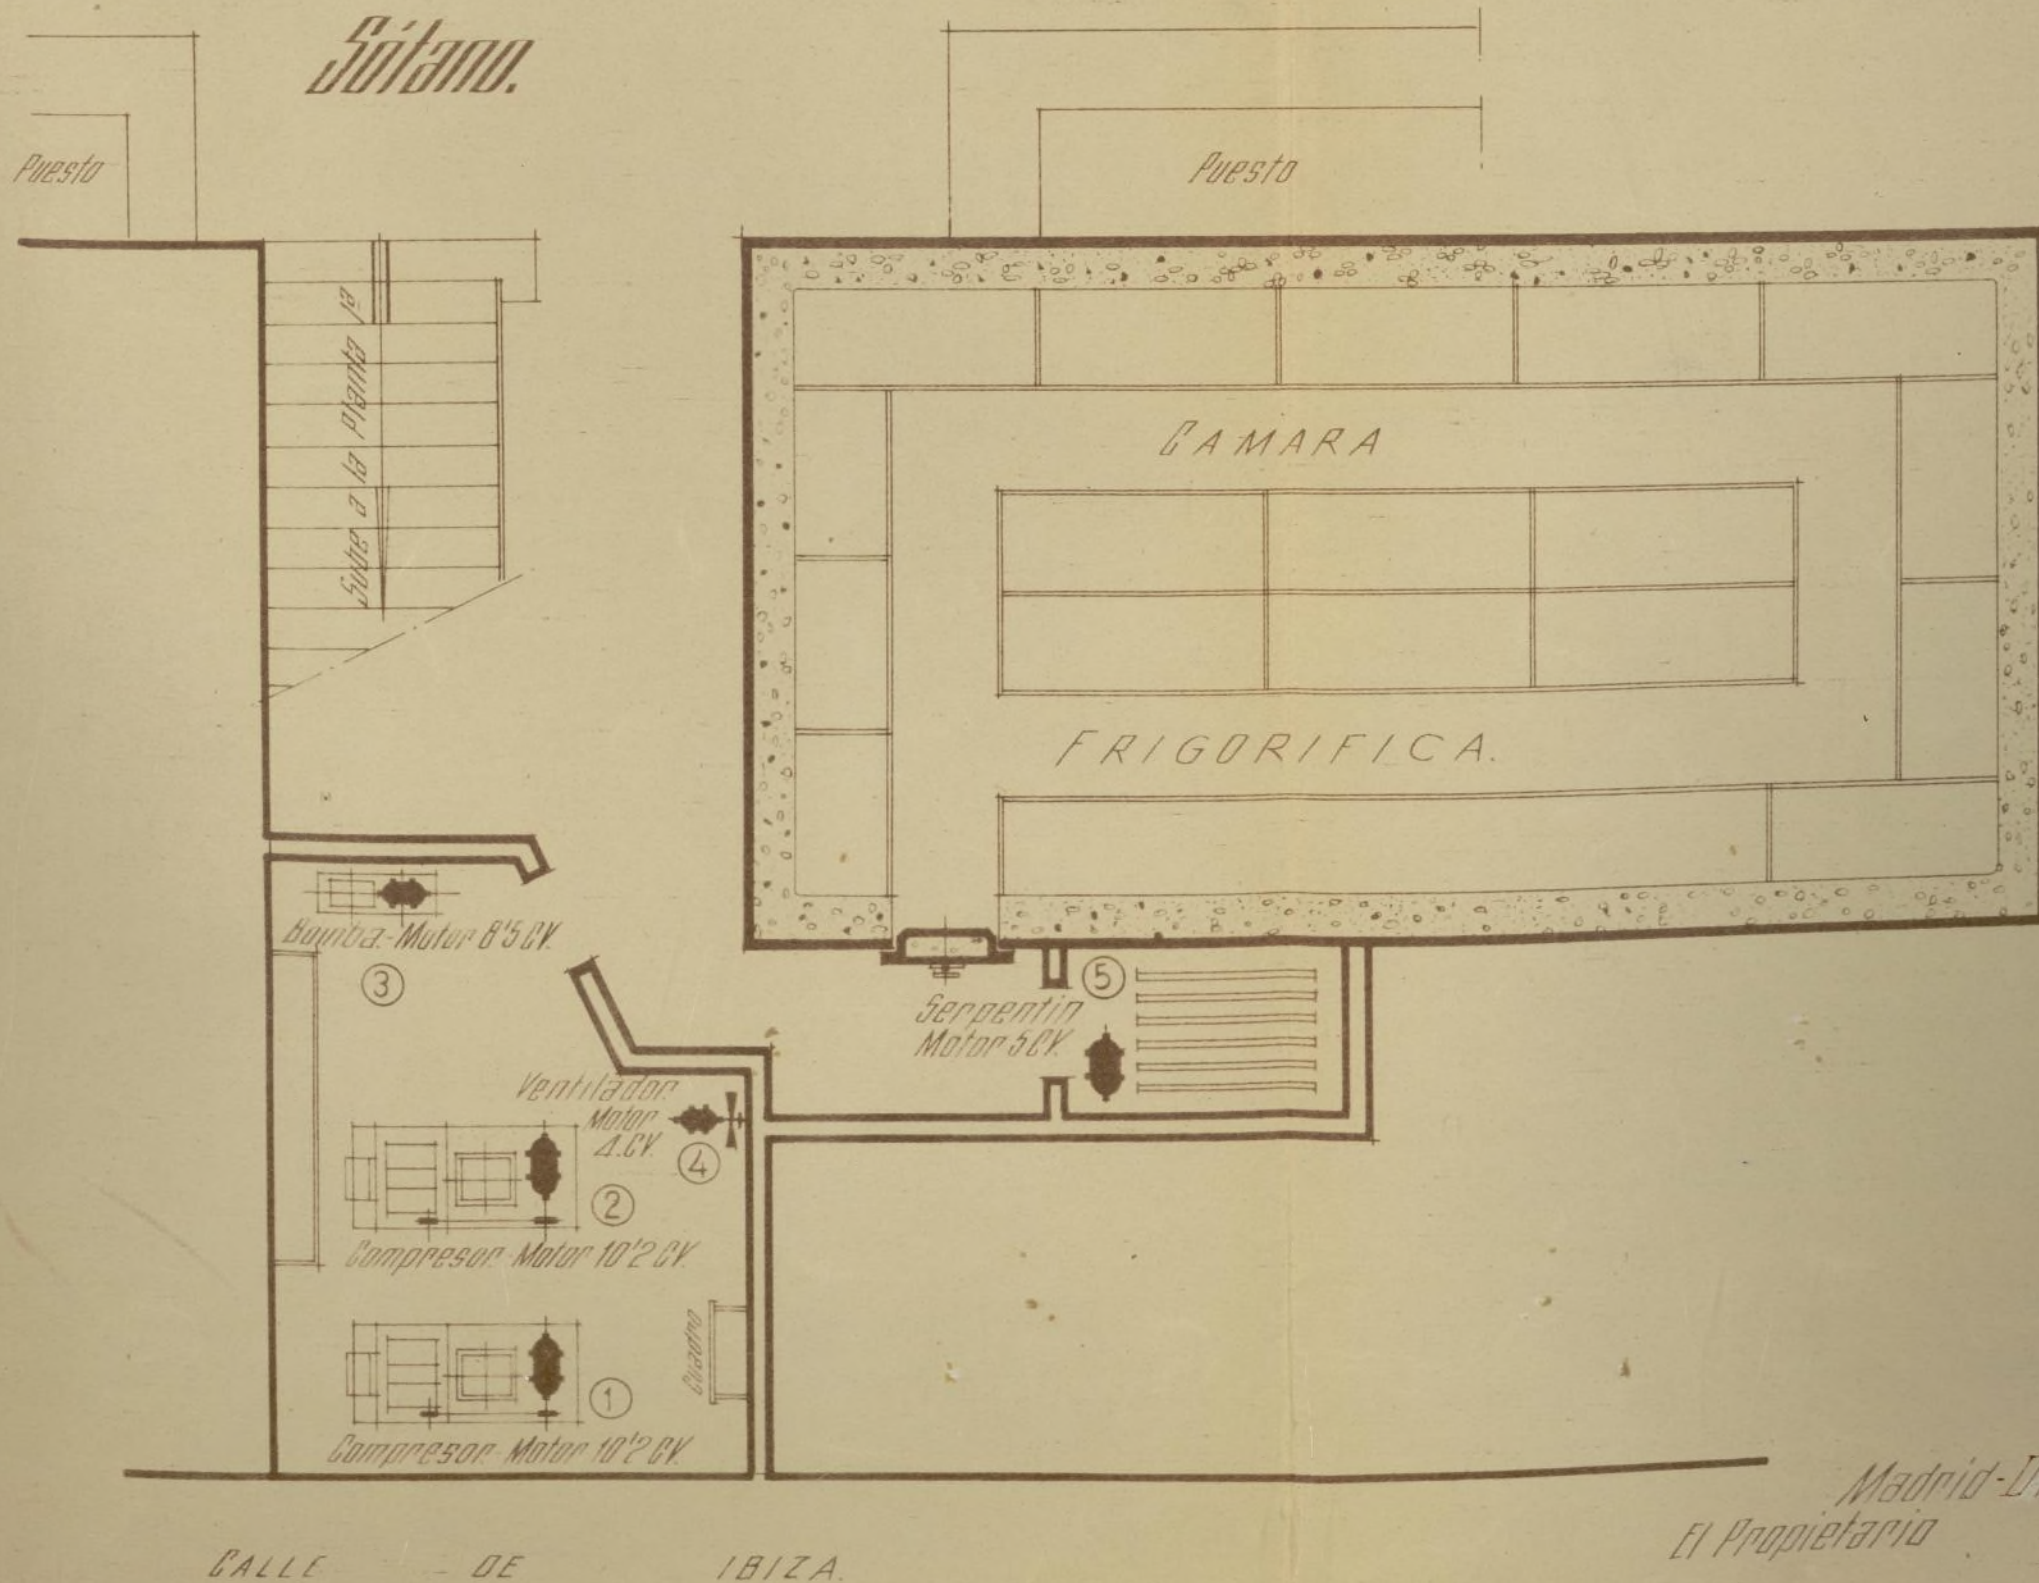 Sótano.
Puesto
Puesto
Sube a la Planta ja
CAMARA
FRIGORIFICA.
Bomba.-Motor 8'5 CV.
3
5
Serpentin
Motor 5 CV.
Ventilador.
Motor
4. CV.
4
2
Compresor-Motor 10'2 CV.
Cuadro
1
Compresor-Motor 10'2 CV.
Madrid-
El Propietario
CALLE DE IBIZA.